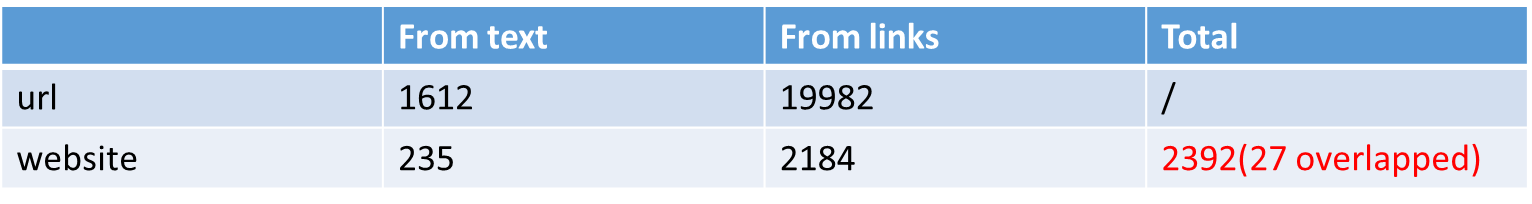 From text From links Total
url 1612 19982 /
website 235 2184 2392(27 overlapped)